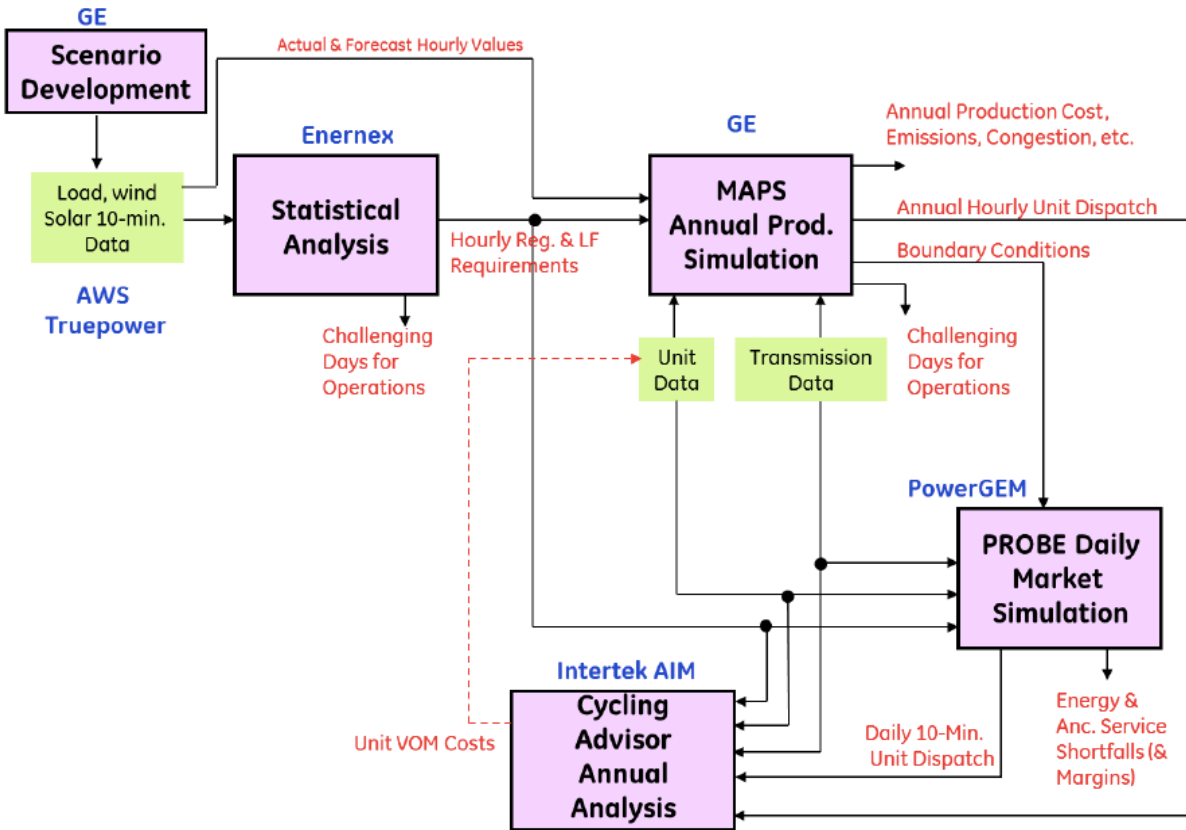 GE
Scenario
Development
Actual & Forecast Hourly Values
Load, wind
Solar 10-min.
Data
AWS
Truepower
Enernex
Statistical
Analysis
Hourly Reg. & LF
Requirements
Challenging
Days for
Operations
GE
MAPS
Annual Prod.
Simulation
Annual Production Cost,
Emissions, Congestion, etc.
Annual Hourly Unit Dispatch
Boundary Conditions
Challenging
Days for
Operations
Unit
Data
Transmission
Data
PowerGEM
PROBE Daily
Market
Simulation
Intertek AIM
Cycling
Advisor
Annual
Analysis
Unit VOM Costs
Daily 10-Min.
Unit Dispatch
Energy &
Anc. Service
Shortfalls (&
Margins)